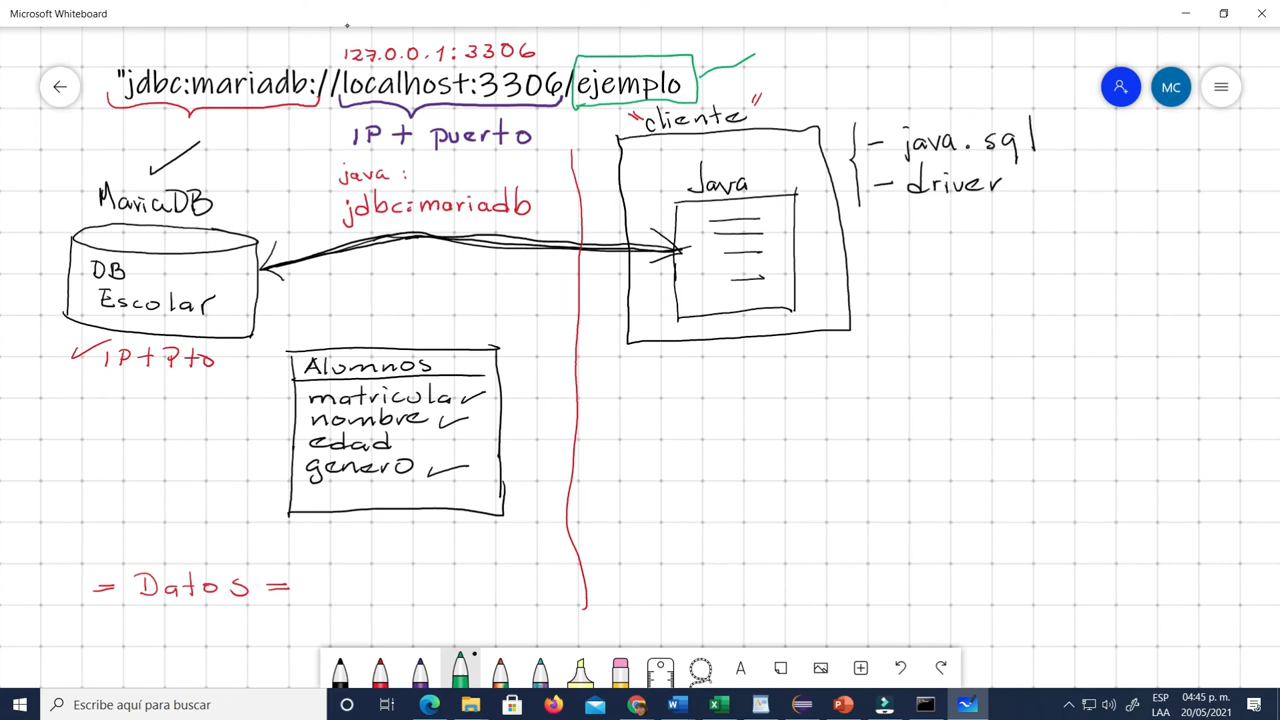 Microsoft Whiteboard
127.0.0.1:3306
"jdbc:mariadb://localhost:3306/ejemplo
MC
IP + puerto
"cliente"
- java.sql
- driver
java:
jdbc:mariadb
Java
MariaDB
DB
Escolar
IP + Pto
Alumnos
matricula
nombre
edad
genero
= Datos =
A
Escribe aquí para buscar
ESP
LAA
04:45 p. m.
20/05/2021